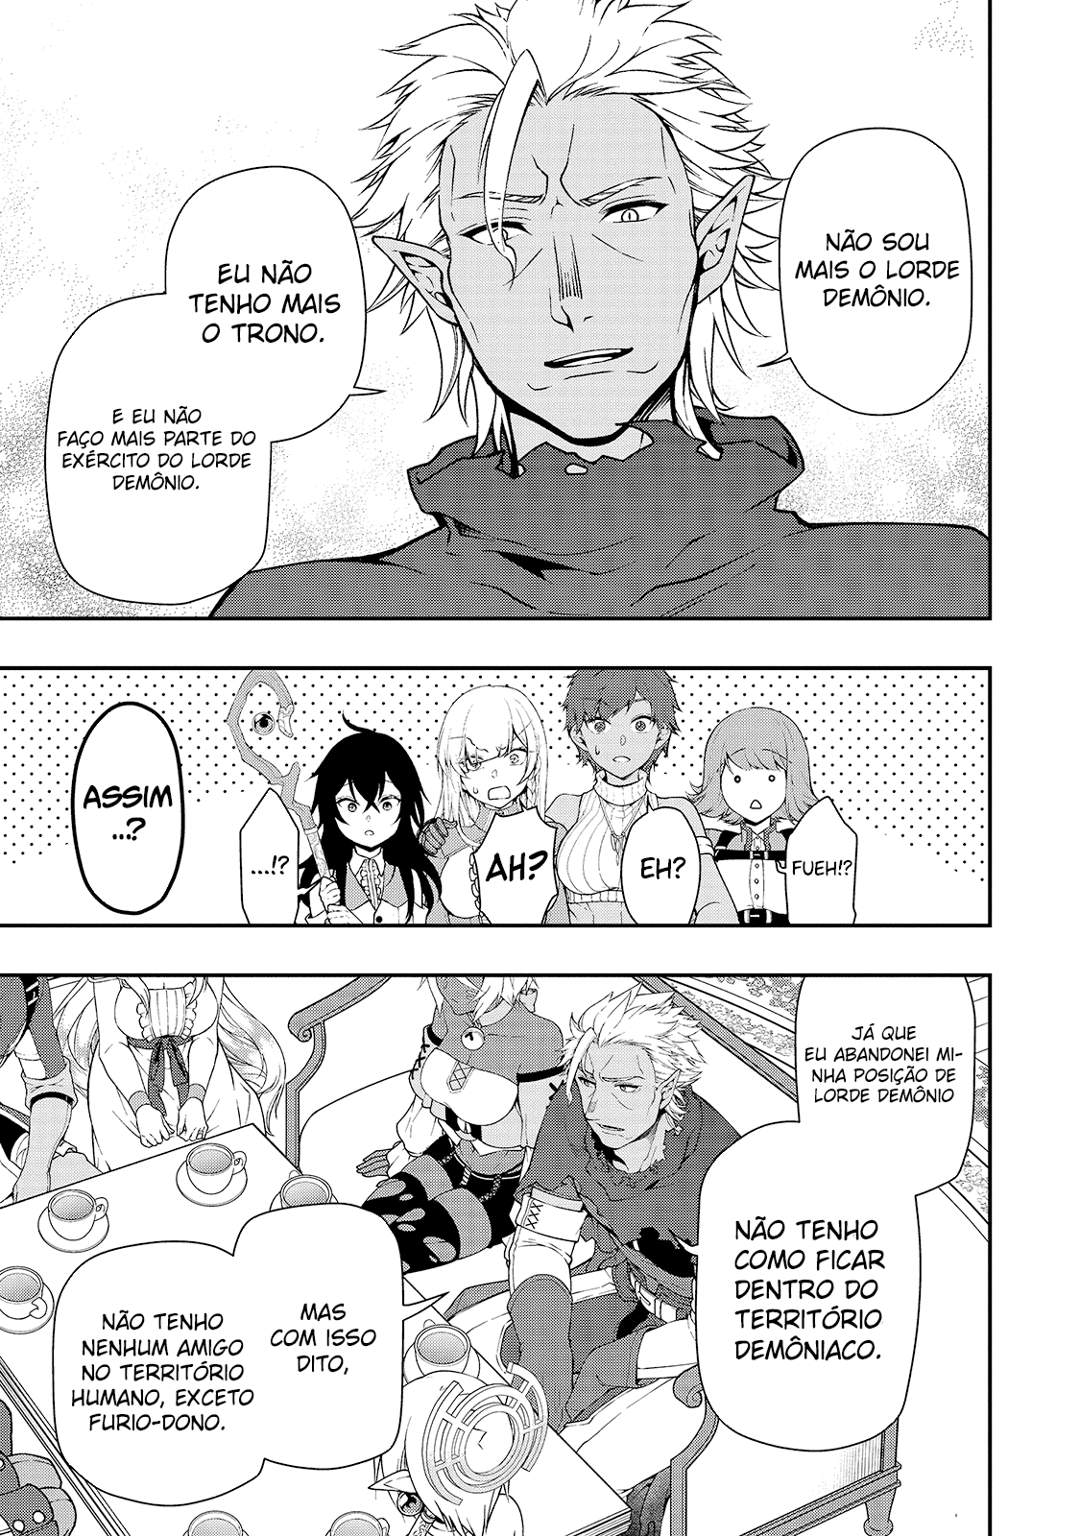 NÃO SOU
MAIS O LORDE
DEMÔNIO.
EU NÃO
TENHO MAIS
O TRONO.
E EU NÃO
FAÇO MAIS PARTE DO
EXÉRCITO DO LORDE
DEMÔNIO.
FUEH!?
EH?
AH?
...!?
ASSIM
...?
JÁ QUE
EU ABANDONEI MI-
NHA POSIÇÃO DE
LORDE DEMÔNIO
NÃO TENHO
COMO FICAR
DENTRO DO
TERRITÓRIO
DEMÔNIACO.
MAS
COM ISSO
DITO,
NÃO TENHO
NENHUM AMIGO
NO TERRITÓRIO
HUMANO, EXCETO
FURIO-DONO.